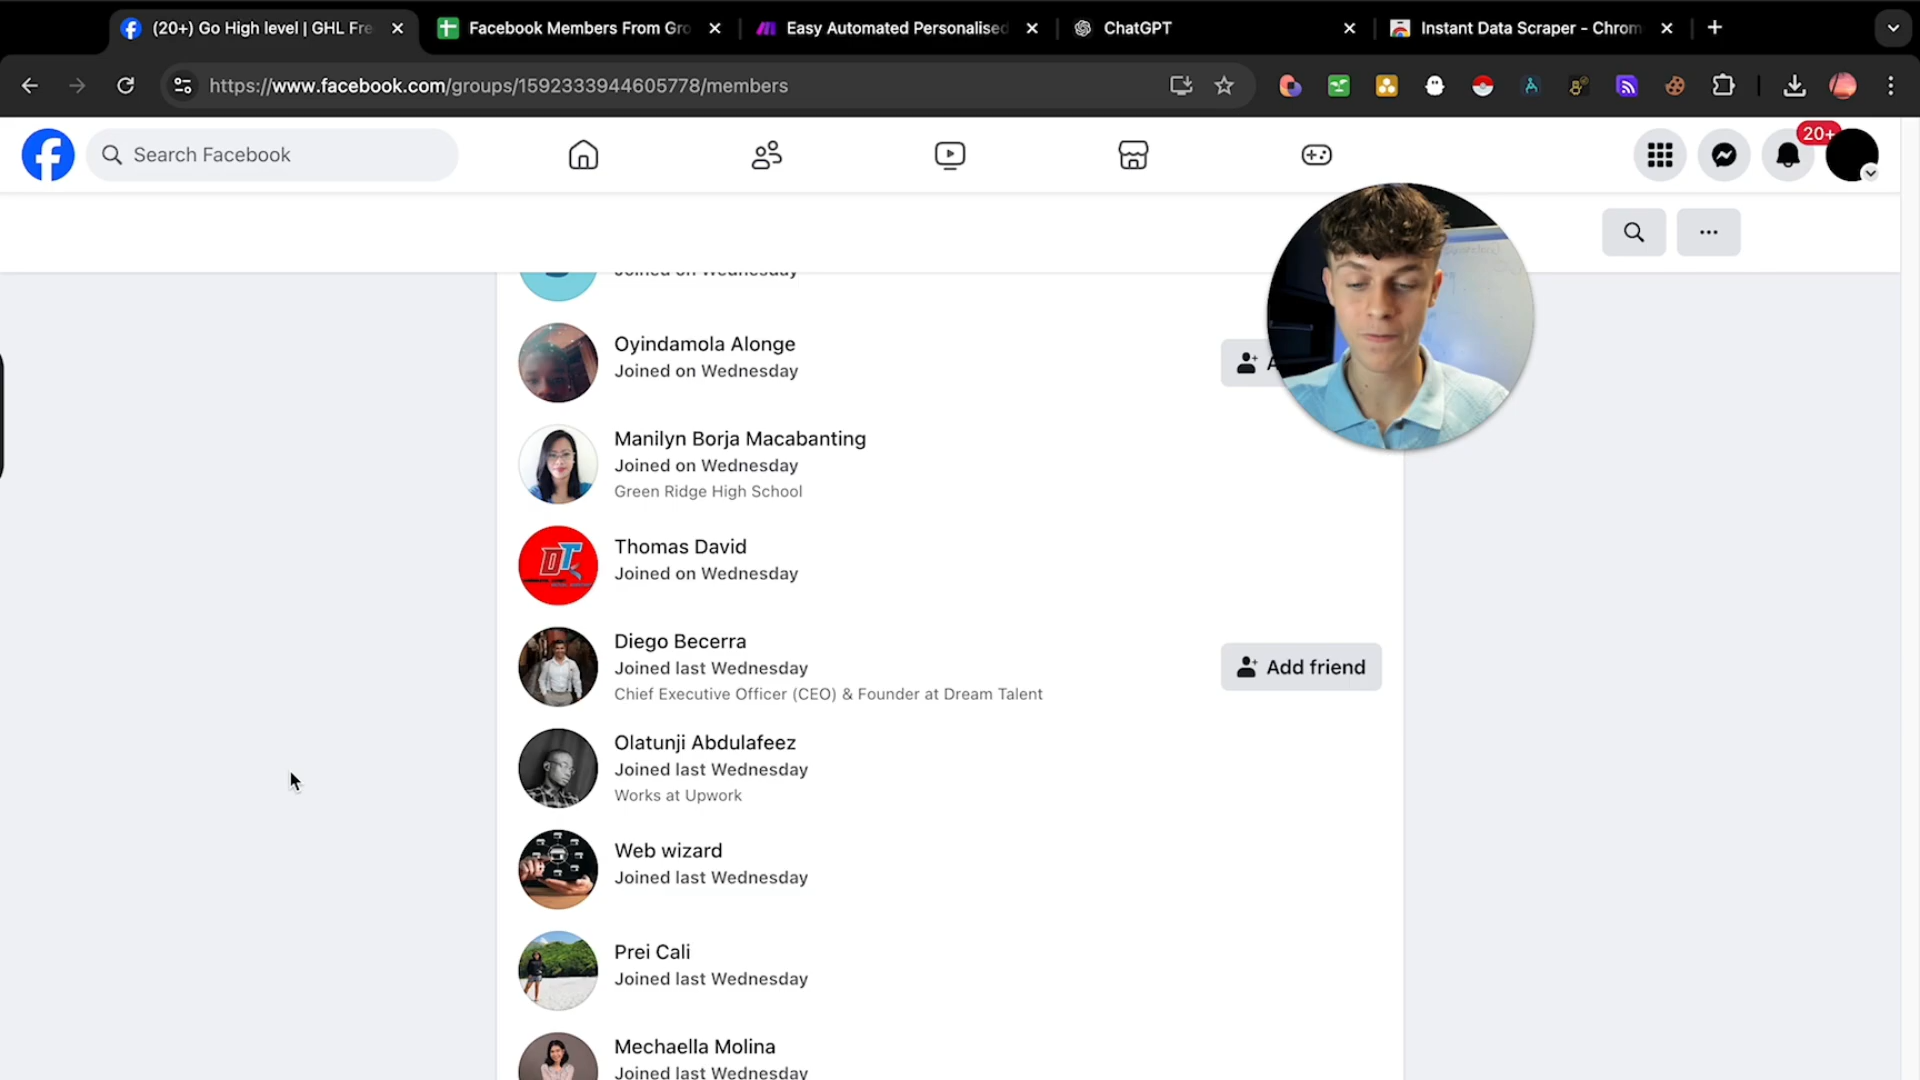 (20+) Go High level | GHL Fre
Facebook Members From Gro
Easy Automated Personalised
ChatGPT
Instant Data Scraper - Chrom
https://www.facebook.com/groups/1592333944605778/members
Search Facebook
20+
Joined on Wednesday
Oyindamola Alonge
Joined on Wednesday
Manilyn Borja Macabanting
Joined on Wednesday
Green Ridge High School
Thomas David
Joined on Wednesday
DT
Diego Becerra
Joined last Wednesday
Chief Executive Officer (CEO) & Founder at Dream Talent
Add friend
Olatunji Abdulafeez
Joined last Wednesday
Works at Upwork
Web wizard
Joined last Wednesday
Prei Cali
Joined last Wednesday
Mechaella Molina
Joined last Wednesday